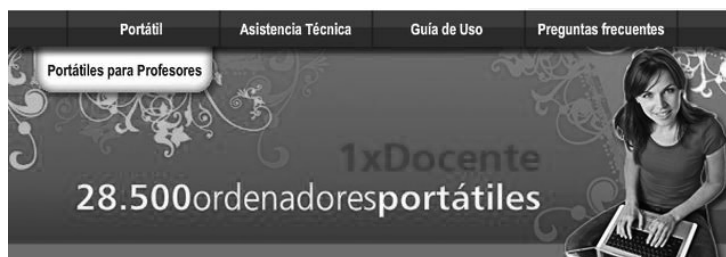 Portátil Asistencia Técnica Guía de Uso Preguntas frecuentes
Portátiles para Profesores
1xDocente
28.500ordenadoresportátiles